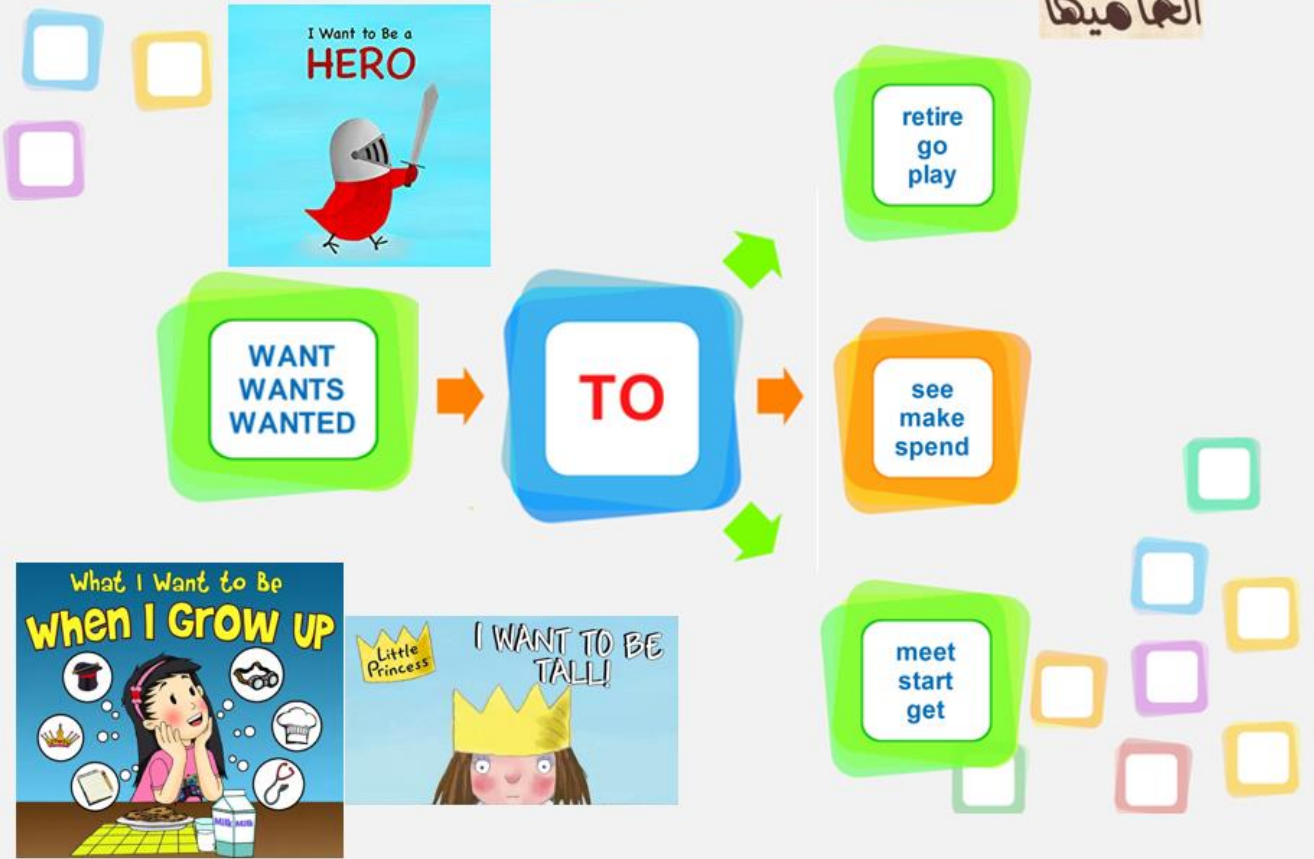 I Want to Be a
HERO
retire
go
play
WANT
WANTS
WANTED
TO
see
make
spend
What I Want to Be
When I Grow UP
Little
Princess
I WANT TO BE
TALL!
meet
start
get